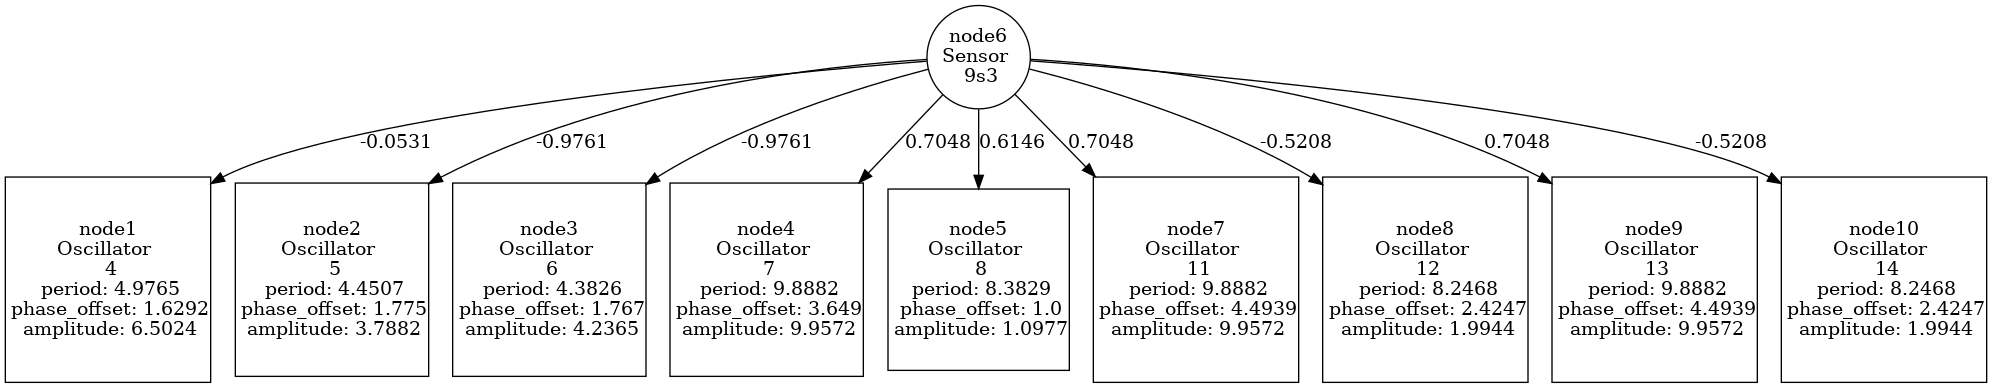 node6
Sensor
9s3
-0.0531
-0.9761
-0.9761
0.7048
0.6146
0.7048
-0.5208
0.7048
-0.5208
node1
Oscillator
4
period: 4.9765
phase_offset: 1.6292
amplitude: 6.5024
node2
Oscillator
5
period: 4.4507
phase_offset: 1.775
amplitude: 3.7882
node3
Oscillator
6
period: 4.3826
phase_offset: 1.767
amplitude: 4.2365
node4
Oscillator
7
period: 9.8882
phase_offset: 3.649
amplitude: 9.9572
node5
Oscillator
8
period: 8.3829
phase_offset: 1.0
amplitude: 1.0977
node7
Oscillator
11
period: 9.8882
phase_offset: 4.4939
amplitude: 9.9572
node8
Oscillator
12
period: 8.2468
phase_offset: 2.4247
amplitude: 1.9944
node9
Oscillator
13
period: 9.8882
phase_offset: 4.4939
amplitude: 9.9572
node10
Oscillator
14
period: 8.2468
phase_offset: 2.4247
amplitude: 1.9944